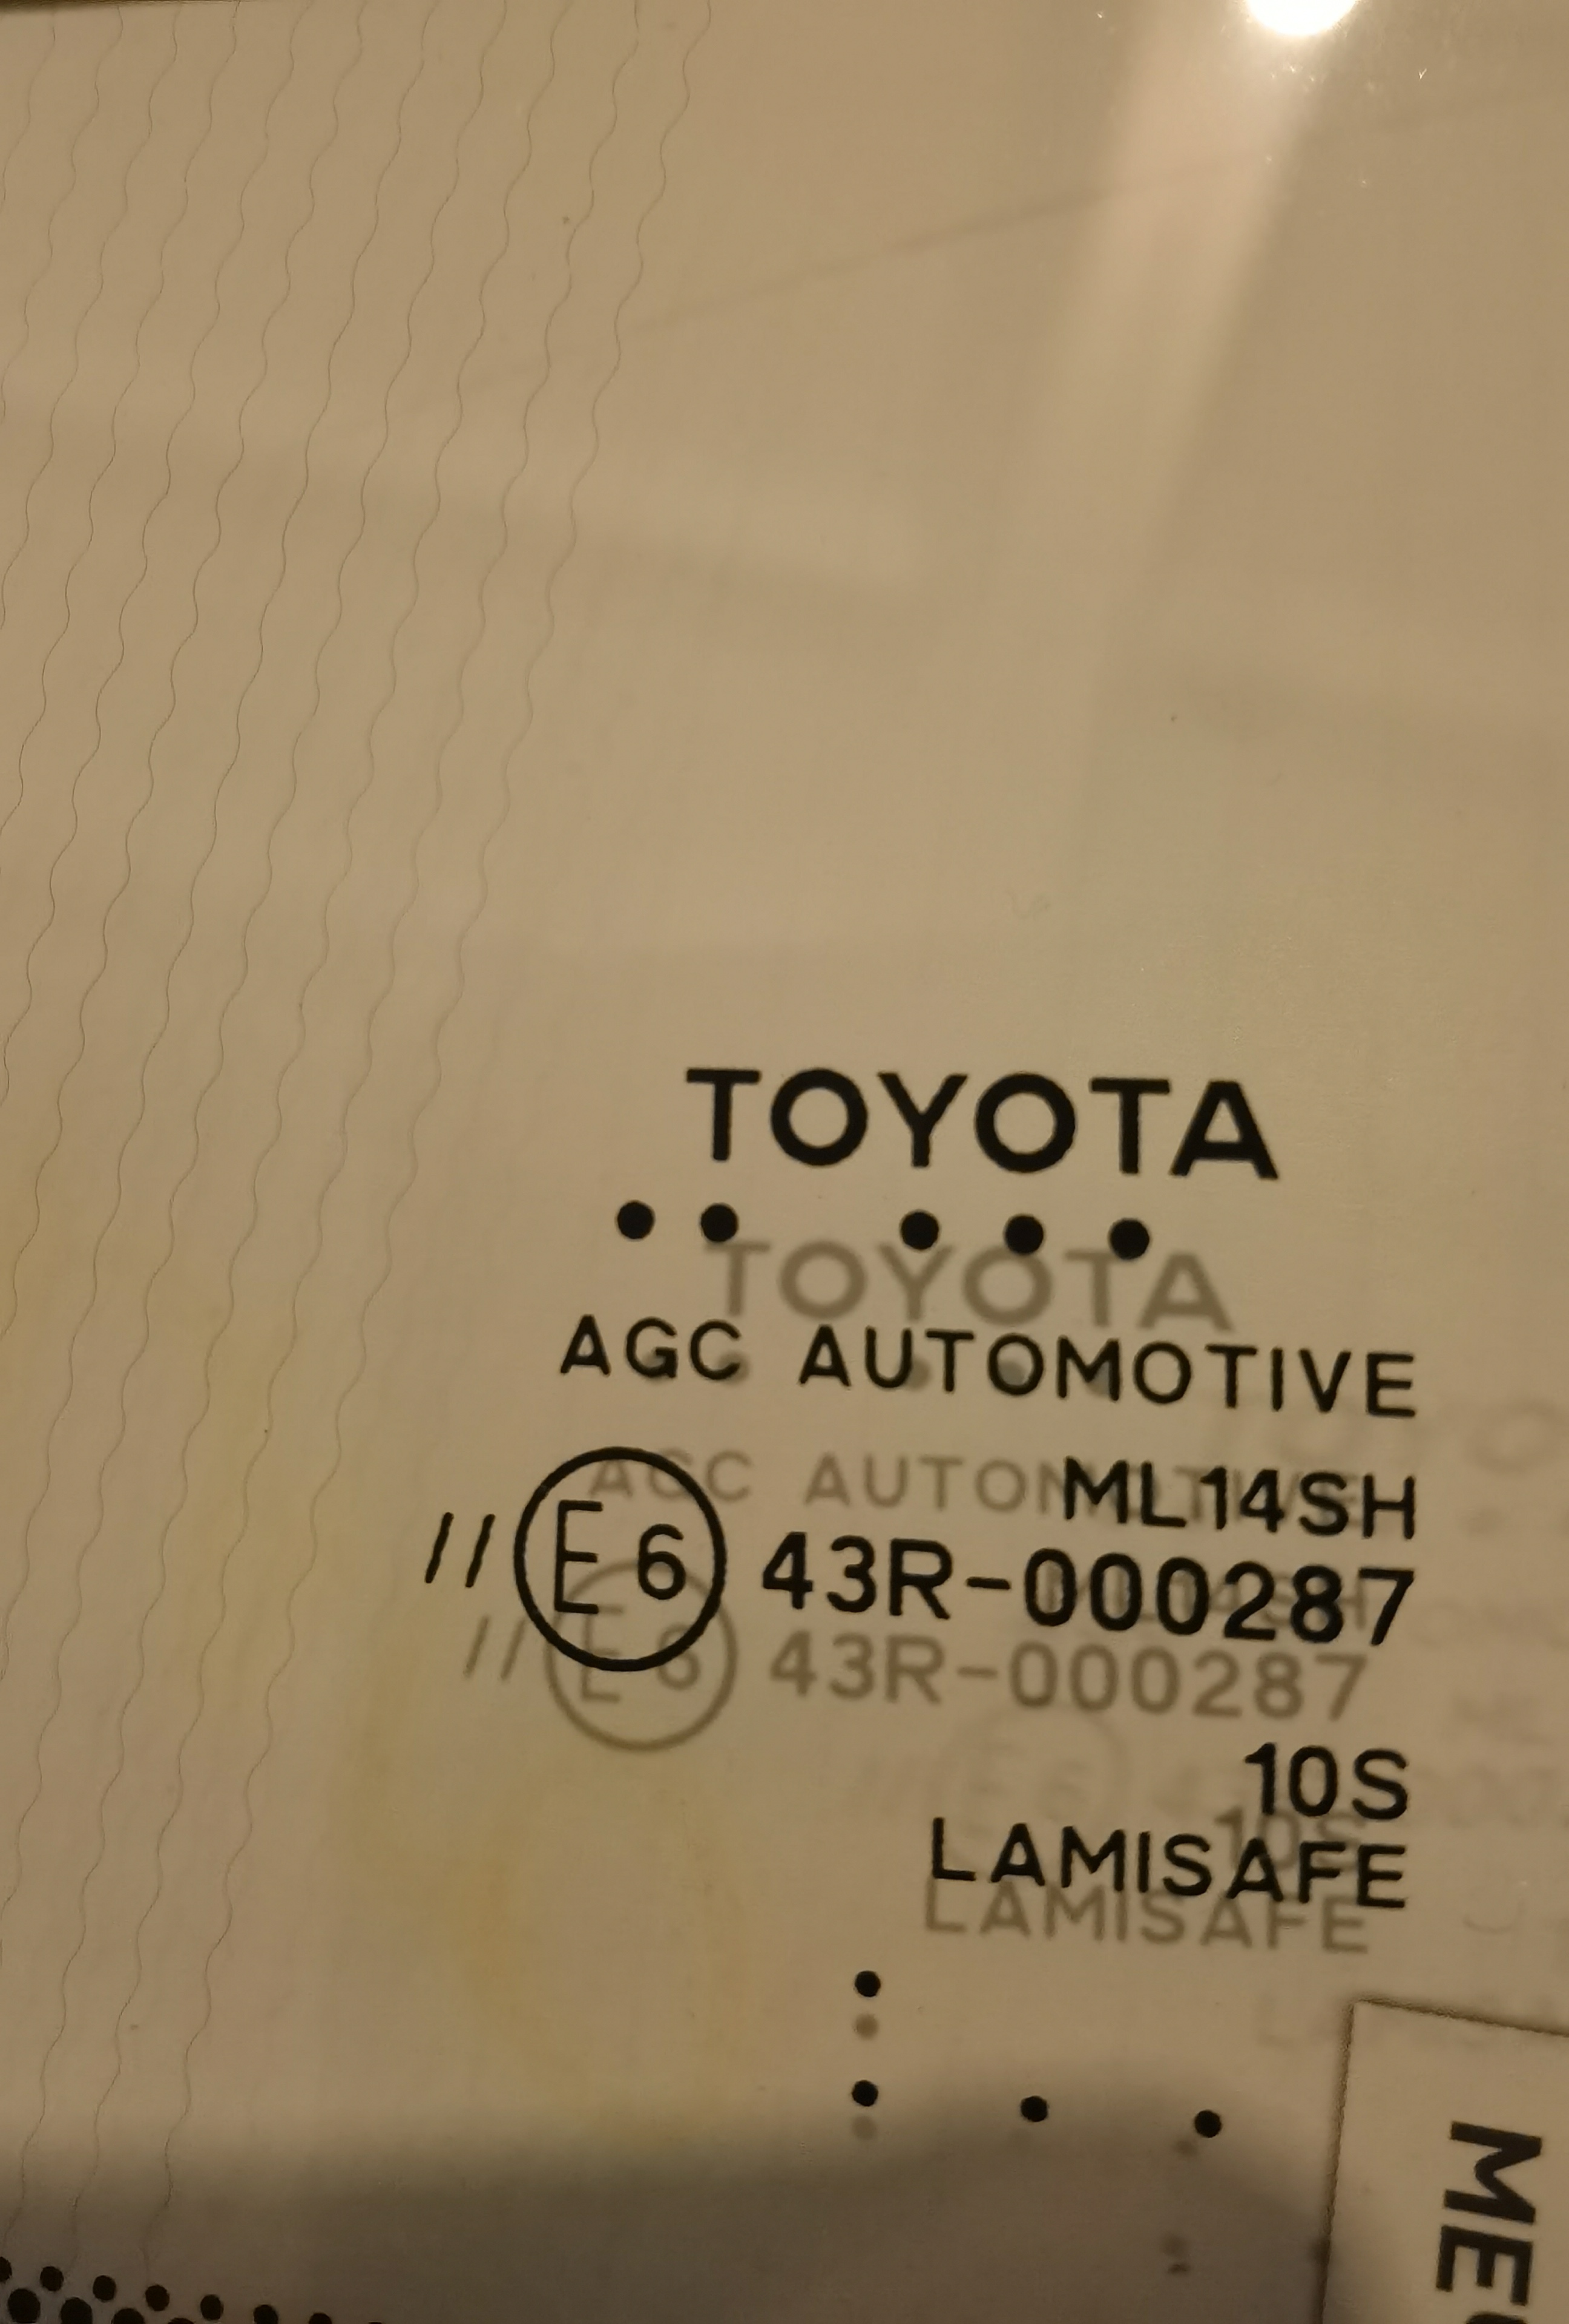 TOYOTA
AGC AUTOMOTIVE
ML14SH
// E6 43R-000287
10S
LAMISAFE